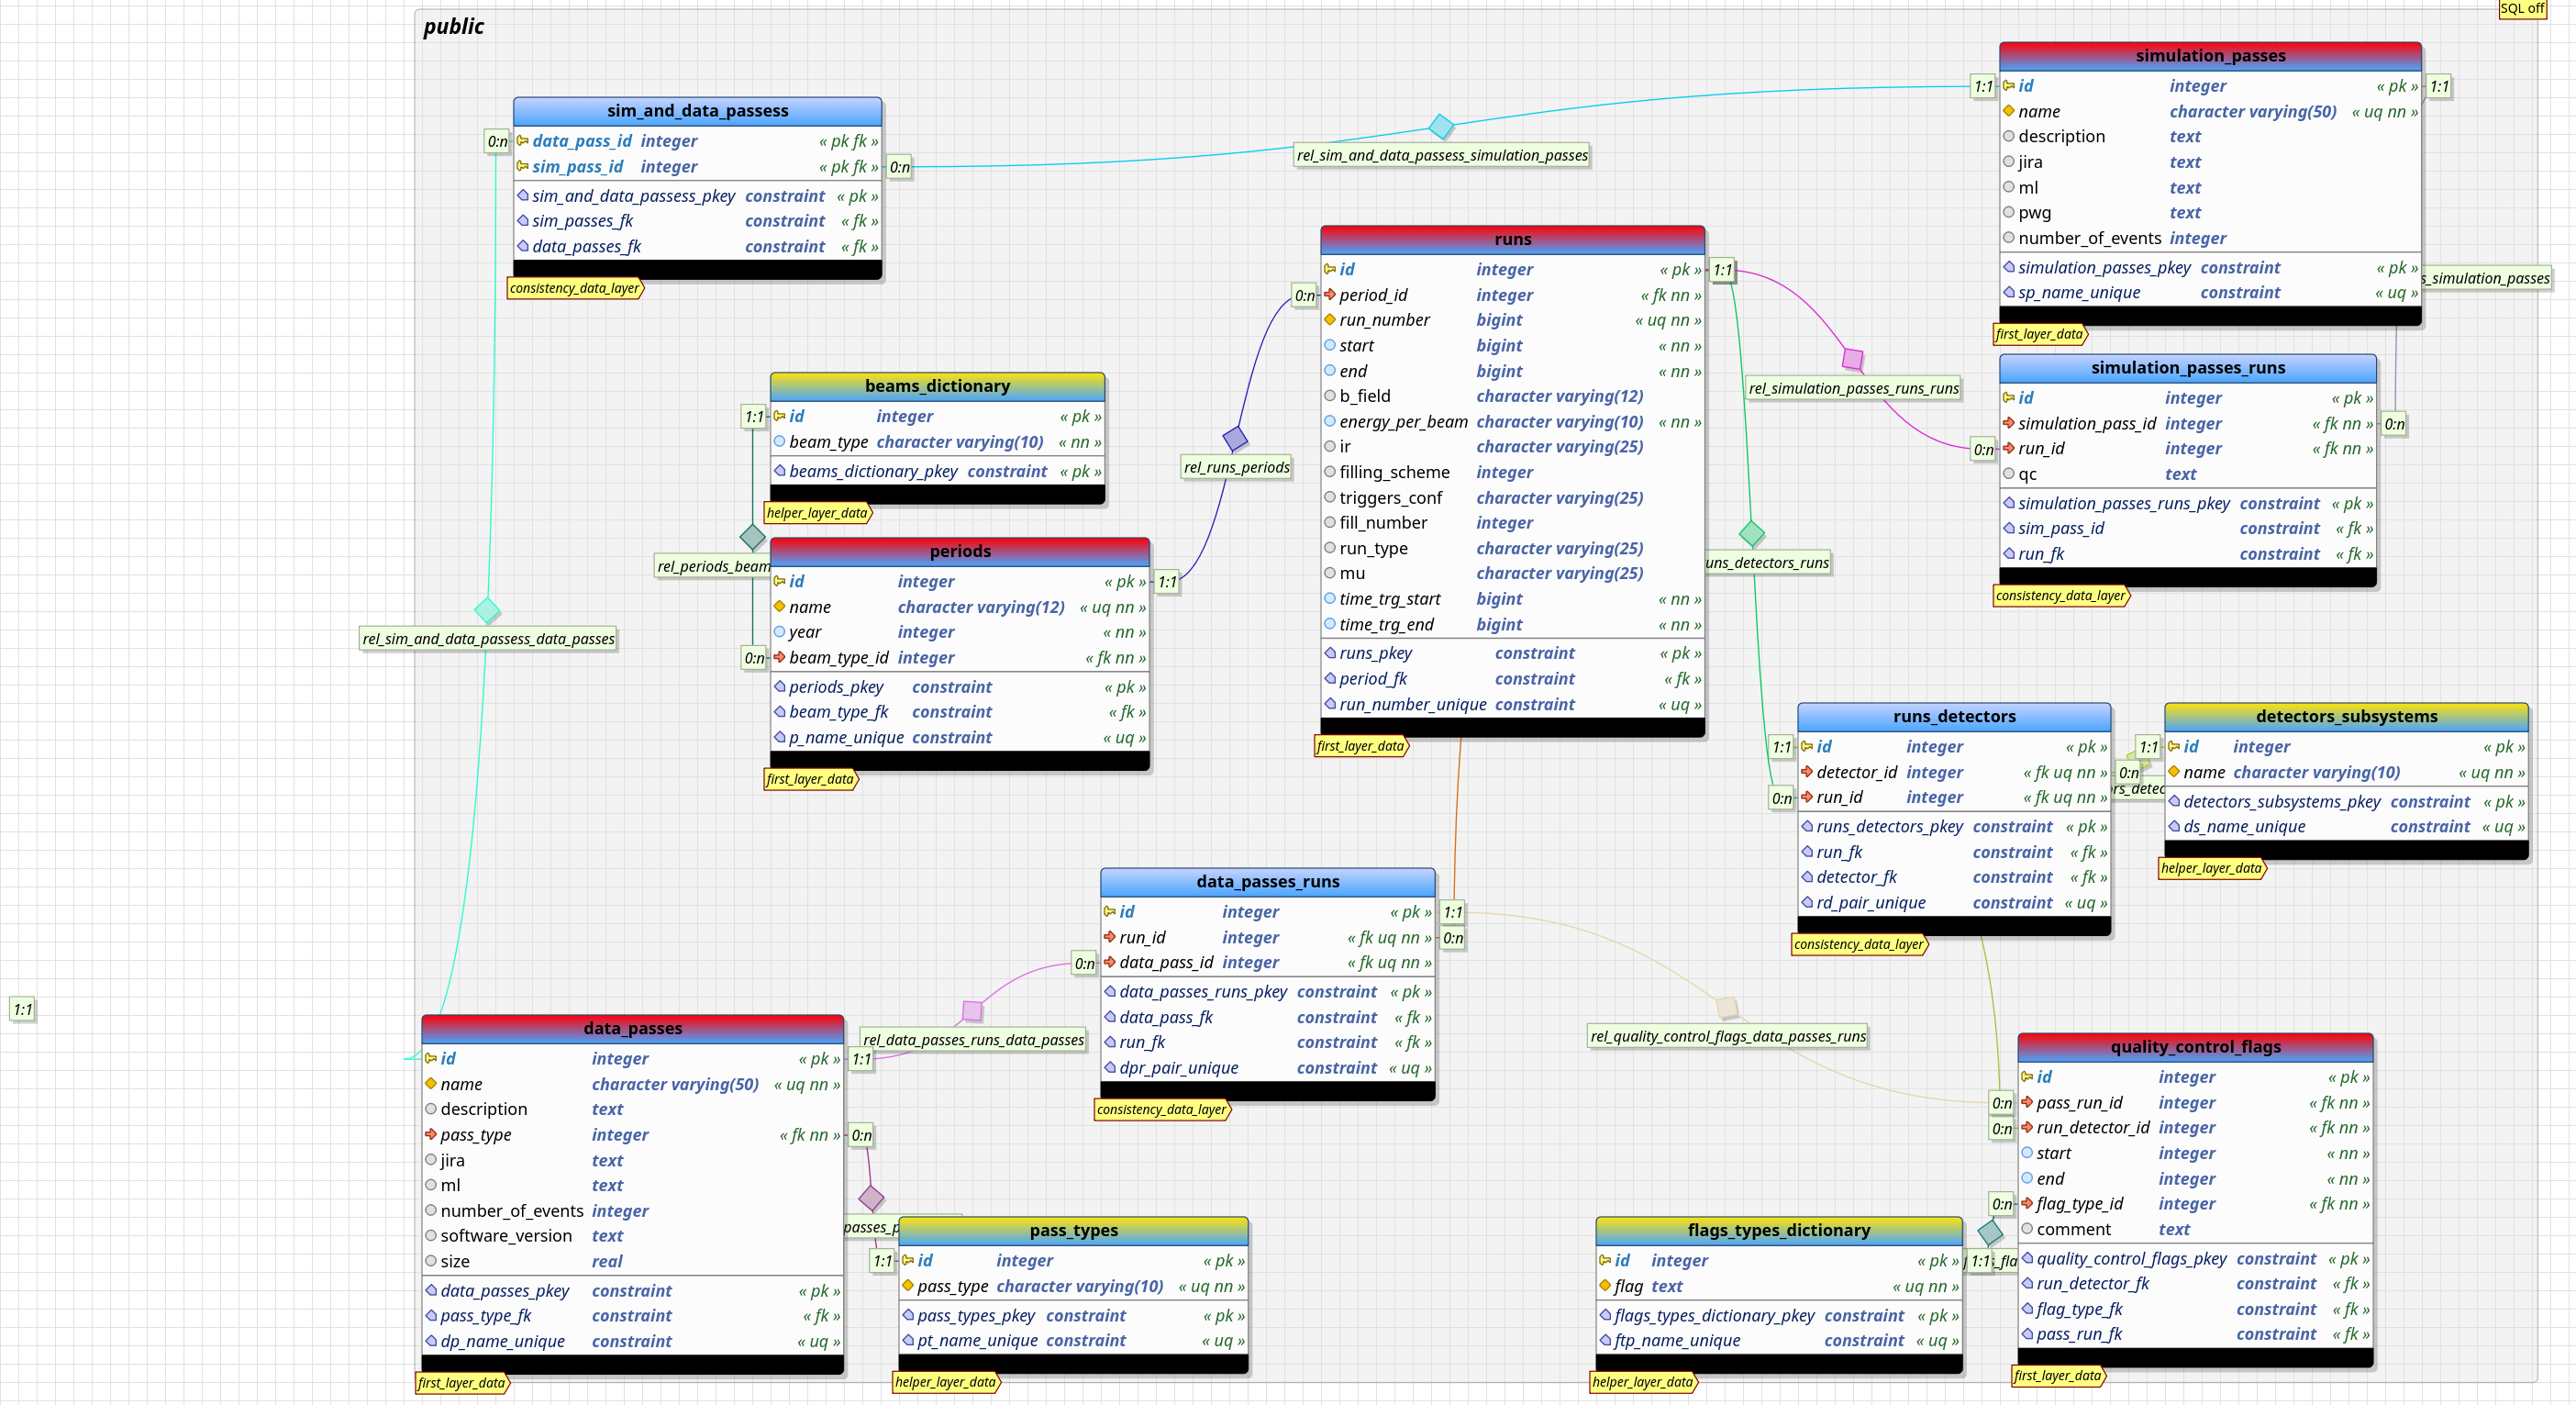 public
SQL off
simulation_passes
id integer « pk »
name character varying(50) « uq nn »
description text
jira text
ml text
pwg text
number_of_events integer
simulation_passes_pkey constraint « pk »
sp_name_unique constraint « uq »
first_layer_data
1:1
1:1
s_simulation_passes
sim_and_data_passess
data_pass_id integer « pk fk »
sim_pass_id integer « pk fk »
sim_and_data_passess_pkey constraint « pk »
sim_passes_fk constraint « fk »
data_passes_fk constraint « fk »
consistency_data_layer
0:n
0:n
rel_sim_and_data_passess_simulation_passes
runs
id integer « pk »
period_id integer « fk nn »
run_number bigint « uq nn »
start bigint « nn »
end bigint « nn »
b_field character varying(12)
energy_per_beam character varying(10) « nn »
ir character varying(25)
filling_scheme integer
triggers_conf character varying(25)
fill_number integer
run_type character varying(25)
mu character varying(25)
time_trg_start bigint « nn »
time_trg_end bigint « nn »
runs_pkey constraint « pk »
period_fk constraint « fk »
run_number_unique constraint « uq »
first_layer_data
0:n
1:1
rel_simulation_passes_runs_runs
simulation_passes_runs
id integer « pk »
simulation_pass_id integer « fk nn »
run_id integer « fk nn »
qc text
simulation_passes_runs_pkey constraint « pk »
sim_pass_id constraint « fk »
run_fk constraint « fk »
consistency_data_layer
0:n
0:n
beams_dictionary
id integer « pk »
beam_type character varying(10) « nn »
beams_dictionary_pkey constraint « pk »
helper_layer_data
1:1
rel_runs_periods
rel_periods_beam
periods
id integer « pk »
name character varying(12) « uq nn »
year integer « nn »
beam_type_id integer « fk nn »
periods_pkey constraint « pk »
beam_type_fk constraint « fk »
p_name_unique constraint « uq »
first_layer_data
1:1
0:n
uns_detectors_runs
rel_sim_and_data_passess_data_passes
runs_detectors
id integer « pk »
detector_id integer « fk uq nn »
run_id integer « fk uq nn »
runs_detectors_pkey constraint « pk »
run_fk constraint « fk »
detector_fk constraint « fk »
rd_pair_unique constraint « uq »
consistency_data_layer
1:1
0:n
0:n
1:1
rs_detec
detectors_subsystems
id integer « pk »
name character varying(10) « uq nn »
detectors_subsystems_pkey constraint « pk »
ds_name_unique constraint « uq »
helper_layer_data
data_passes_runs
id integer « pk »
run_id integer « fk uq nn »
data_pass_id integer « fk uq nn »
data_passes_runs_pkey constraint « pk »
data_pass_fk constraint « fk »
run_fk constraint « fk »
dpr_pair_unique constraint « uq »
consistency_data_layer
1:1
0:n
0:n
1:1
rel_data_passes_runs_data_passes
rel_quality_control_flags_data_passes_runs
data_passes
id integer « pk »
name character varying(50) « uq nn »
description text
pass_type integer « fk nn »
jira text
ml text
number_of_events integer
software_version text
size real
data_passes_pkey constraint « pk »
pass_type_fk constraint « fk »
dp_name_unique constraint « uq »
first_layer_data
1:1
0:n
passes_p
1:1
pass_types
id integer « pk »
pass_type character varying(10) « uq nn »
pass_types_pkey constraint « pk »
pt_name_unique constraint « uq »
helper_layer_data
flags_types_dictionary
id integer « pk »
flag text « uq nn »
flags_types_dictionary_pkey constraint « pk »
ftp_name_unique constraint « uq »
helper_layer_data
1:1
s_fla
quality_control_flags
id integer « pk »
pass_run_id integer « fk nn »
run_detector_id integer « fk nn »
start integer « nn »
end integer « nn »
flag_type_id integer « fk nn »
comment text
quality_control_flags_pkey constraint « pk »
run_detector_fk constraint « fk »
flag_type_fk constraint « fk »
pass_run_fk constraint « fk »
first_layer_data
0:n
0:n
0:n